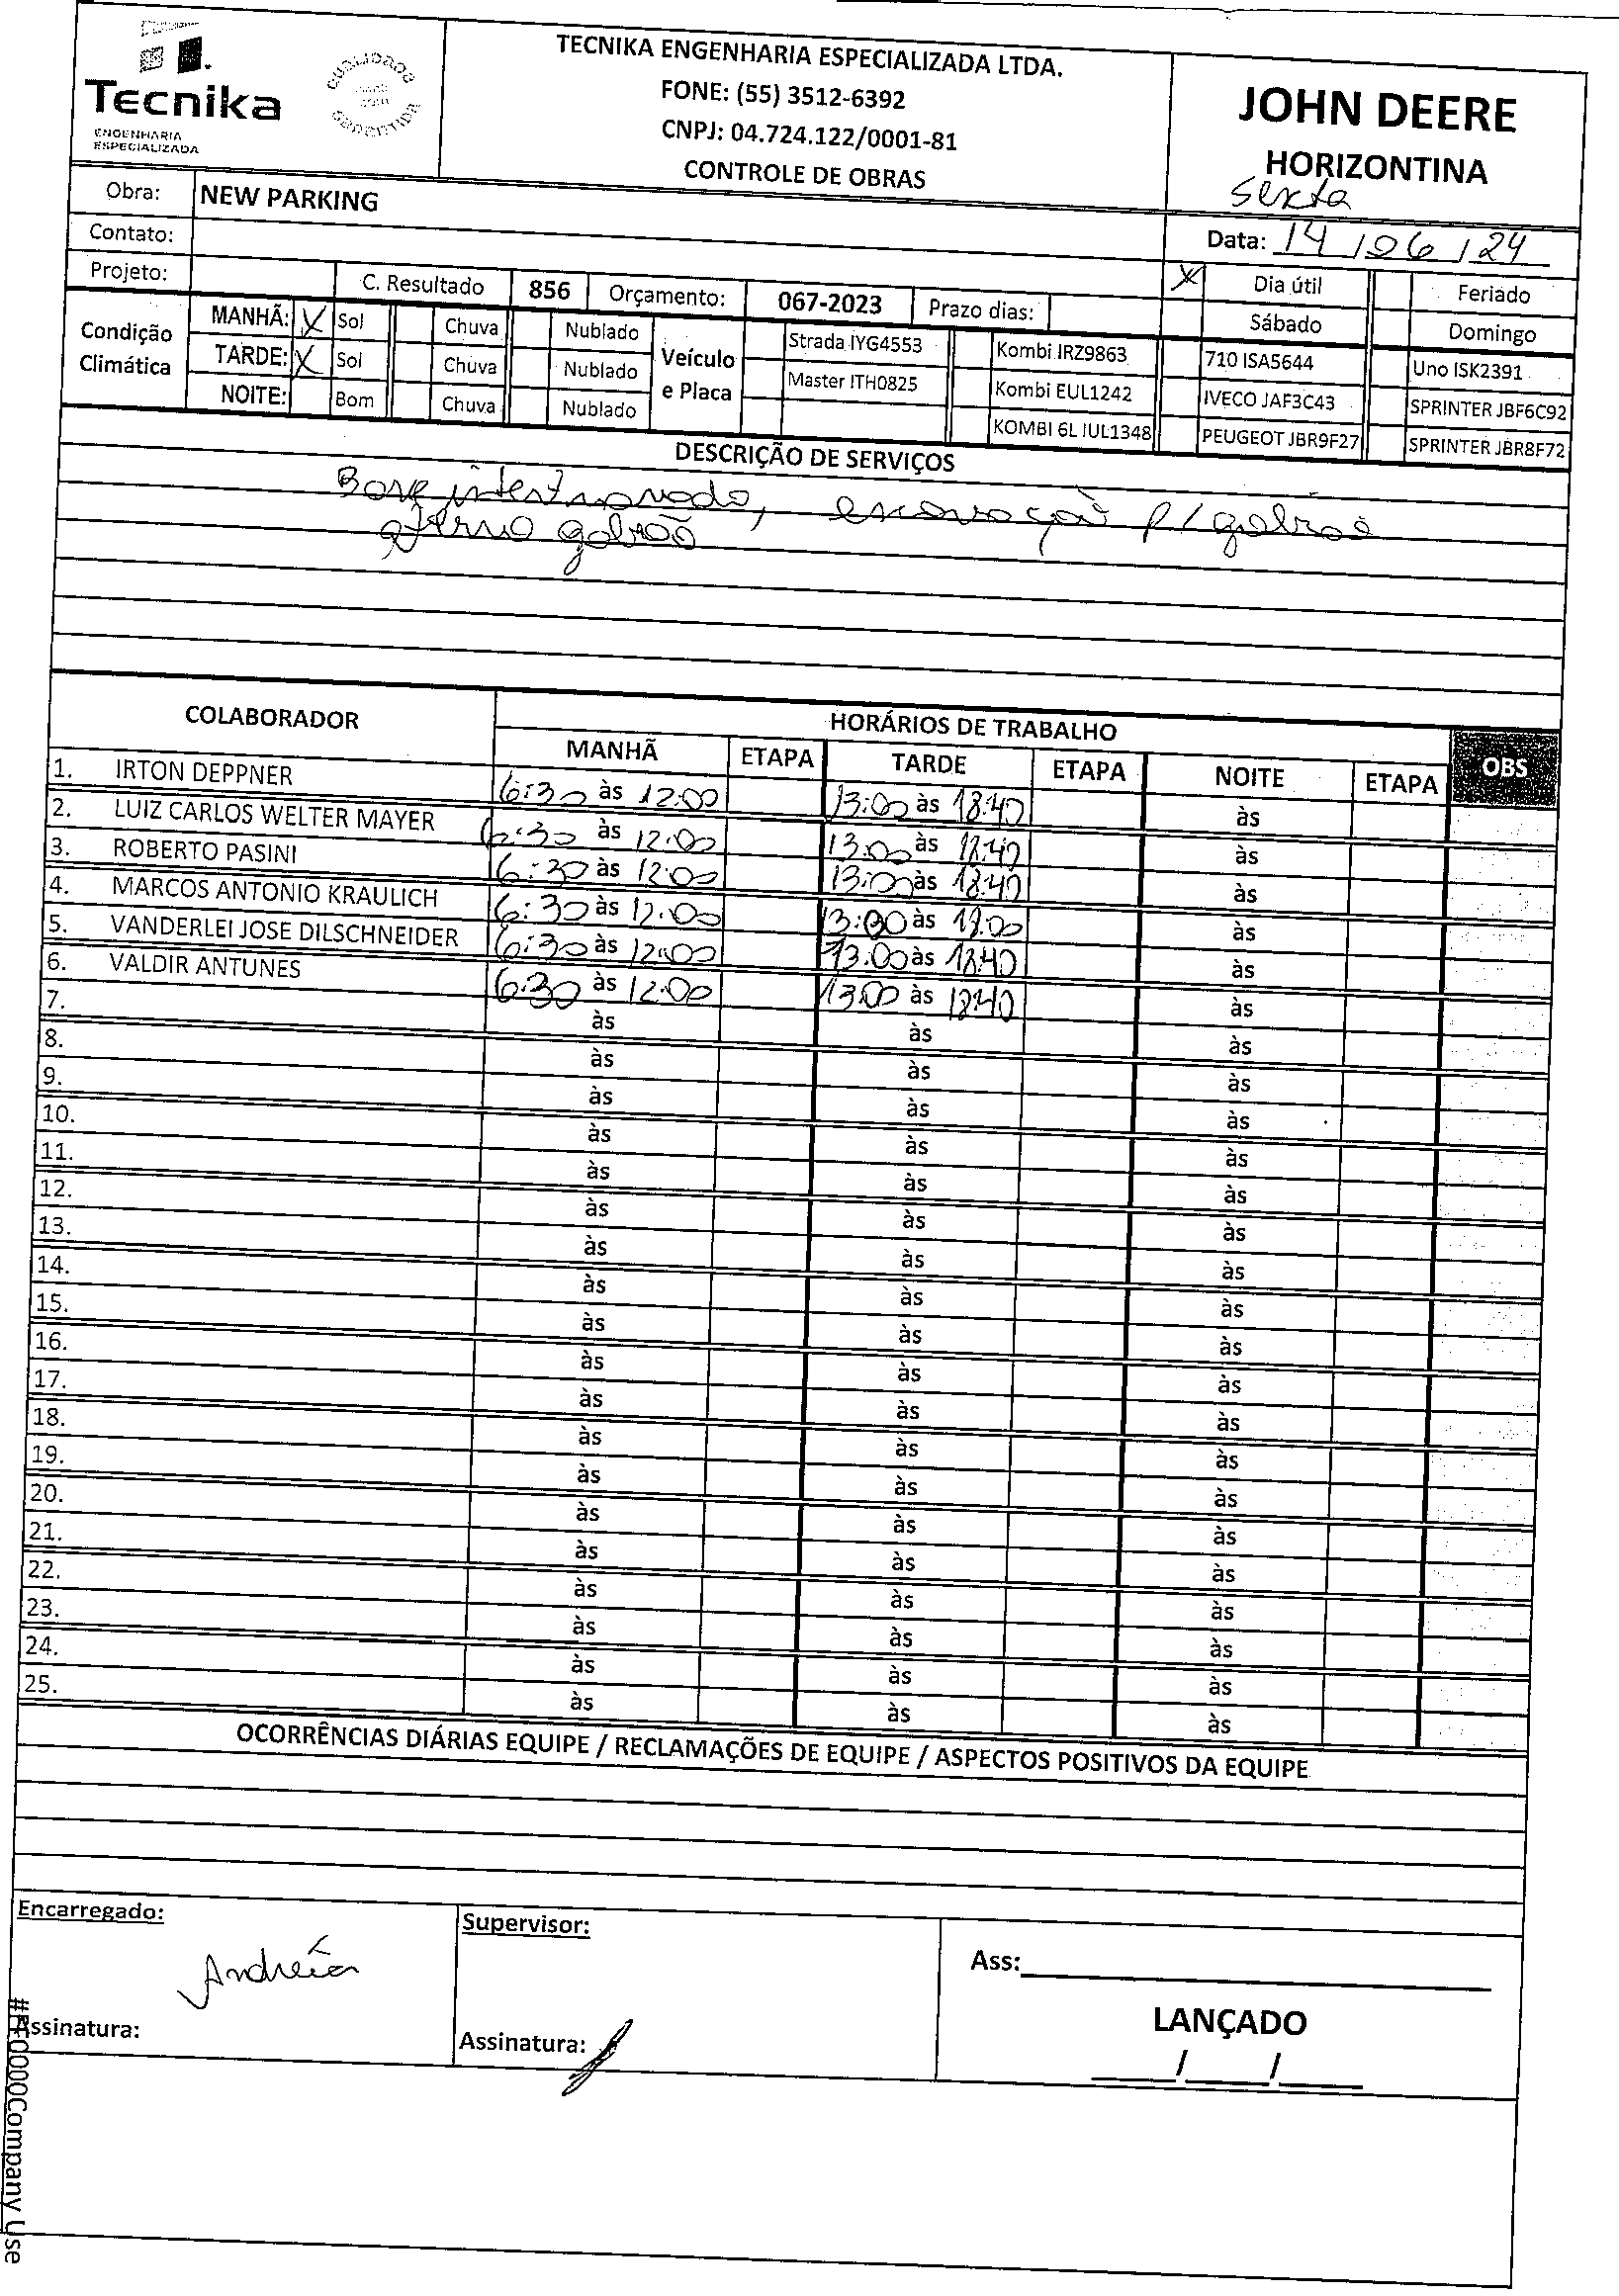 Tecnika
ENGENHARIA
ESPECIALIZADA
QUALIDADE
GARANTIDA
TECNIKA ENGENHARIA ESPECIALIZADA LTDA.
FONE: (55) 3512-6392
CNPJ: 04.724.122/0001-81
CONTROLE DE OBRAS
JOHN DEERE
HORIZONTINA
sexta
Obra: NEW PARKING
Contato:
Data: 14/06/24
Projeto: C. Resultado 856 Orçamento: 067-2023 Prazo dias: X Dia útil Feriado
Sábado Domingo
Condição Climática
MANHÃ: X Sol Chuva Nublado
TARDE: X Sol Chuva Nublado
NOITE: Bom Chuva Nublado
Veículo e Placa
Strada IYG4553 Kombi IRZ9863 710 ISA5644 Uno ISK2391
Master ITH0825 Kombi EUL1242 IVECO JAF3C43 SPRINTER JBF6C92
KOMBI 6L IUL1348 PEUGEOT JBR9F27 SPRINTER JBR8F72
DESCRIÇÃO DE SERVIÇOS
escavação p/ gabião
gabião
COLABORADOR HORÁRIOS DE TRABALHO OBS
MANHÃ ETAPA TARDE ETAPA NOITE ETAPA
1. IRTON DEPPNER 6:30 às 12:00 13:00 às 18:40 às
2. LUIZ CARLOS WELTER MAYER 6:30 às 12:00 13:00 às 18:40 às
3. ROBERTO PASINI 6:30 às 12:00 13:00 às 18:40 às
4. MARCOS ANTONIO KRAULICH 6:30 às 12:00 13:00 às 18:00 às
5. VANDERLEI JOSE DILSCHNEIDER 6:30 às 12:00 13:00 às 18:40 às
6. VALDIR ANTUNES 6:30 às 12:00 13:00 às 18:40 às
7. às às às
8. às às às
9. às às às
10. às às às
11. às às às
12. às às às
13. às às às
14. às às às
15. às às às
16. às às às
17. às às às
18. às às às
19. às às às
20. às às às
21. às às às
22. às às às
23. às às às
24. às às às
25. às às às
OCORRÊNCIAS DIÁRIAS EQUIPE / RECLAMAÇÕES DE EQUIPE / ASPECTOS POSITIVOS DA EQUIPE
Encarregado:
Andréia
Assinatura:
Supervisor:
Assinatura:
Ass:
LANÇADO
/ /
#FF0000Company Use